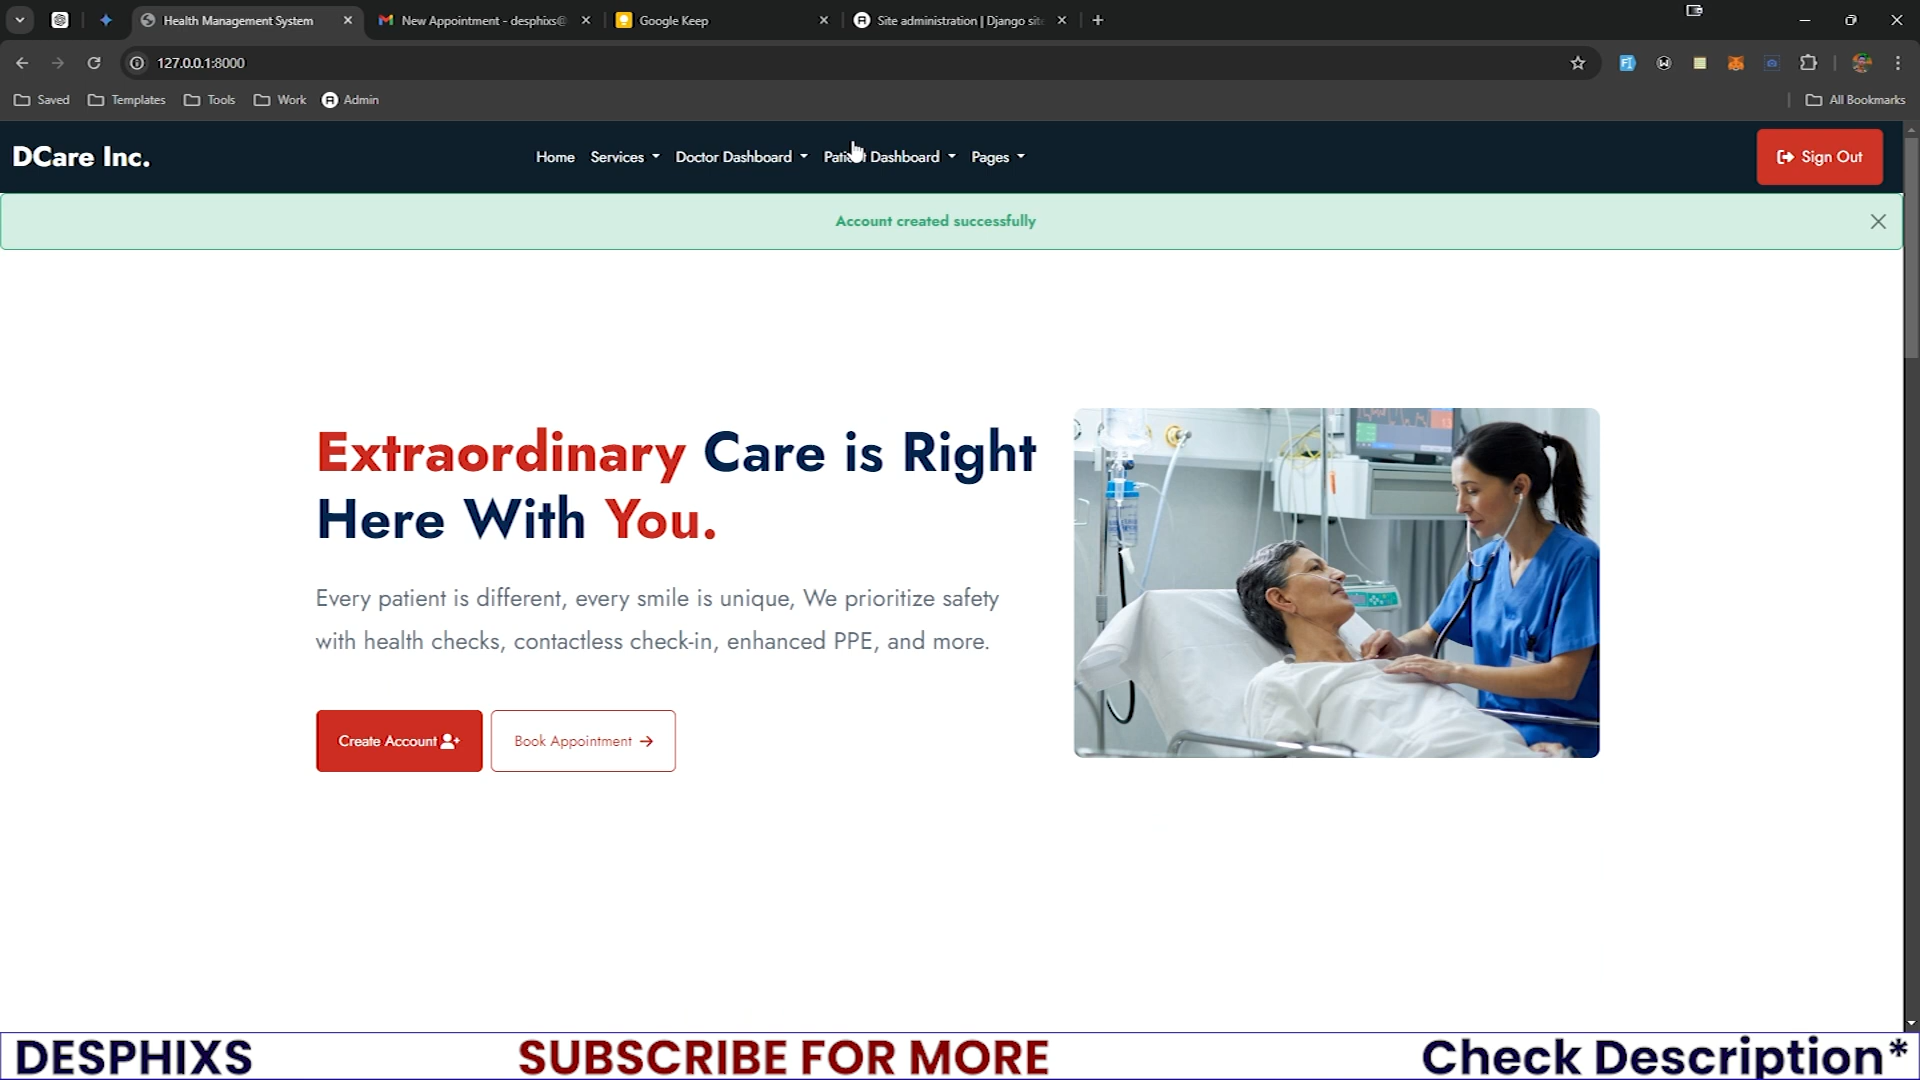 Health Management System
New Appointment - desphixs@
Google Keep
Site administration | Django sit
127.0.0.1:8000
Saved
Templates
Tools
Work
Admin
All Bookmarks
DCare Inc.
Home
Services
Doctor Dashboard
Patient Dashboard
Pages
Sign Out
Account created successfully
Extraordinary Care is Right
Here With You.
Every patient is different, every smile is unique, We prioritize safety
with health checks, contactless check-in, enhanced PPE, and more.
Create Account
Book Appointment
DESPHIXS
SUBSCRIBE FOR MORE
Check Description*